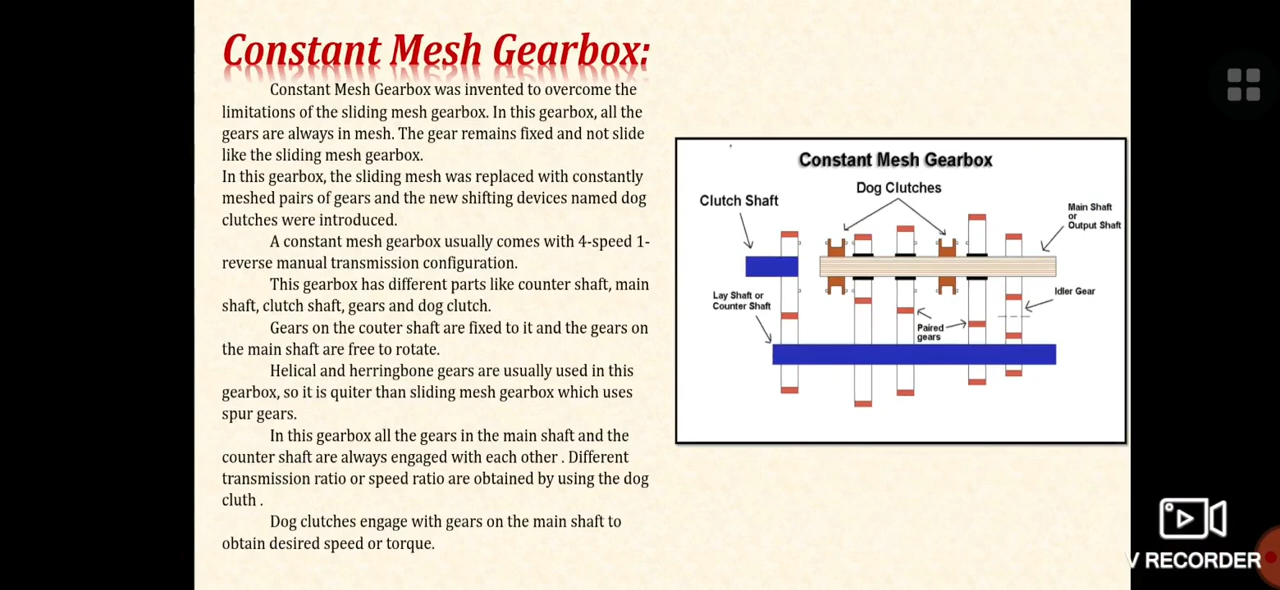 Constant Mesh Gearbox:
Constant Mesh Gearbox was invented to overcome the
limitations of the sliding mesh gearbox. In this gearbox, all the
gears are always in mesh. The gear remains fixed and not slide
like the sliding mesh gearbox.
In this gearbox, the sliding mesh was replaced with constantly
meshed pairs of gears and the new shifting devices named dog
clutches were introduced.
A constant mesh gearbox usually comes with 4-speed 1-
reverse manual transmission configuration.
This gearbox has different parts like counter shaft, main
shaft, clutch shaft, gears and dog clutch.
Gears on the couter shaft are fixed to it and the gears on
the main shaft are free to rotate.
Helical and herringbone gears are usually used in this
gearbox, so it is quiter than sliding mesh gearbox which uses
spur gears.
In this gearbox all the gears in the main shaft and the
counter shaft are always engaged with each other . Different
transmission ratio or speed ratio are obtained by using the dog
cluth .
Dog clutches engage with gears on the main shaft to
obtain desired speed or torque.
Constant Mesh Gearbox
Dog Clutches
Clutch Shaft
Main Shaft
or
Output Shaft
Lay Shaft or
Counter Shaft
Idler Gear
Paired
gears
V RECORDER